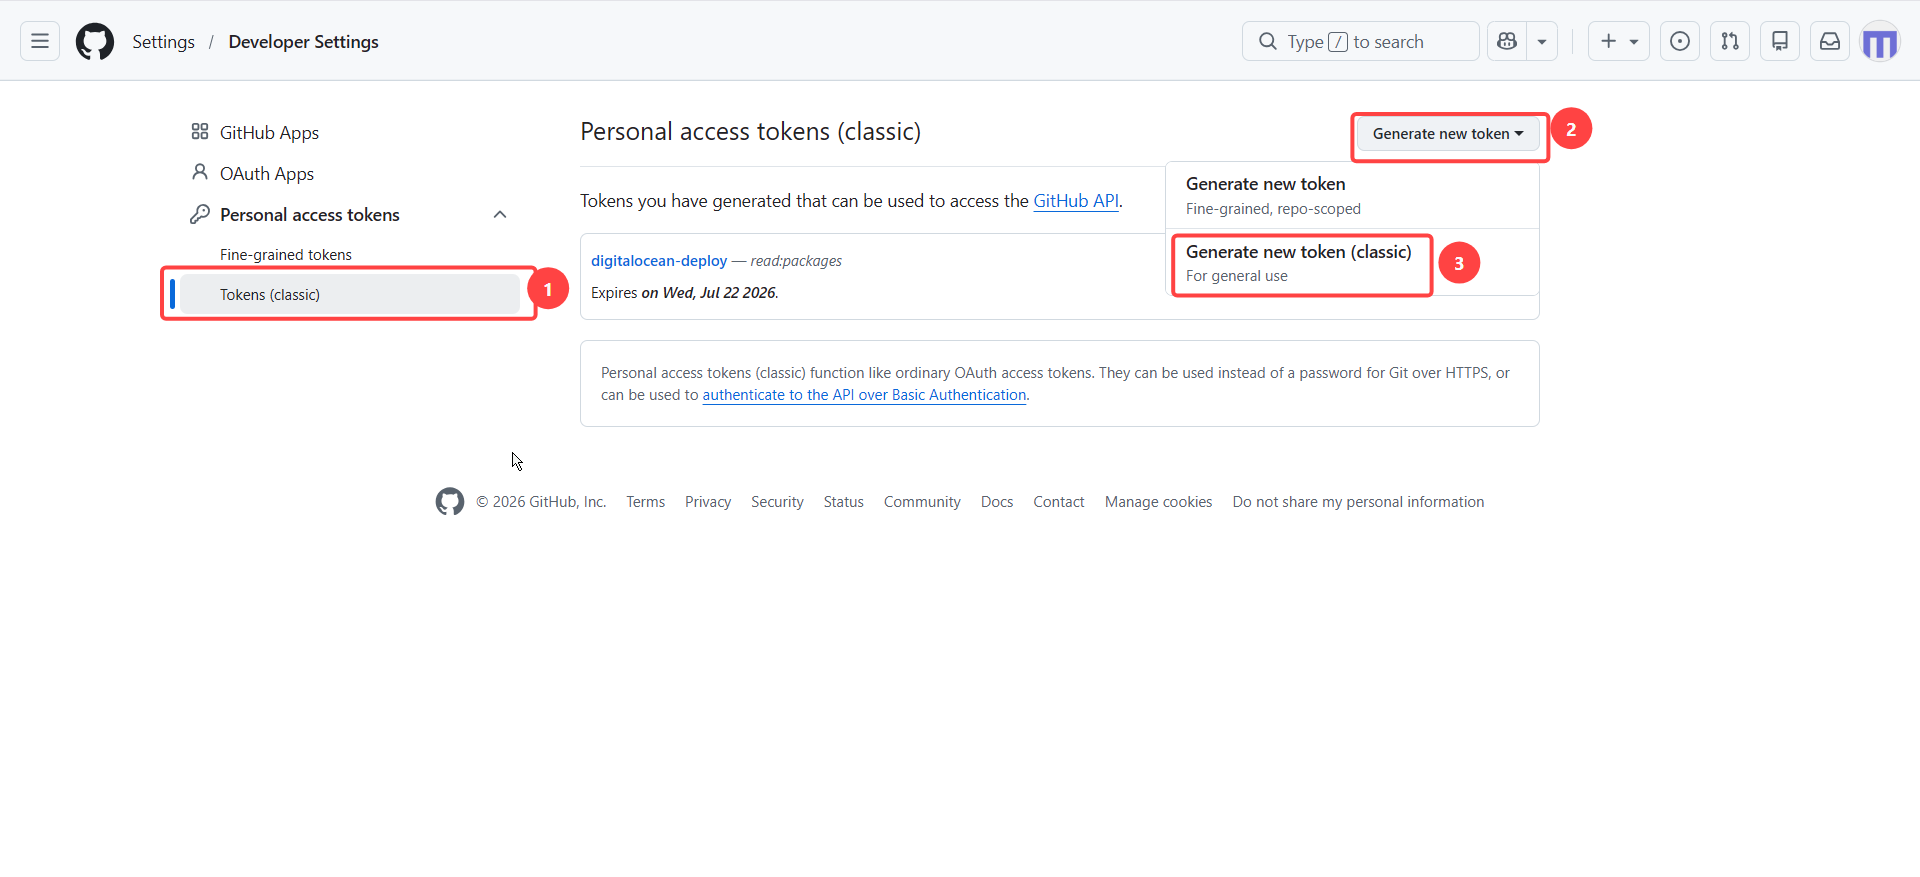 Settings / Developer Settings
Type / to search
GitHub Apps
OAuth Apps
Personal access tokens
Fine-grained tokens
Tokens (classic)
1
Personal access tokens (classic)
Generate new token
2
Tokens you have generated that can be used to access the GitHub API.
Generate new token
Fine-grained, repo-scoped
Generate new token (classic)
For general use
3
digitalocean-deploy — read:packages
Expires on Wed, Jul 22 2026.
Personal access tokens (classic) function like ordinary OAuth access tokens. They can be used instead of a password for Git over HTTPS, or
can be used to authenticate to the API over Basic Authentication.
© 2026 GitHub, Inc. Terms Privacy Security Status Community Docs Contact Manage cookies Do not share my personal information